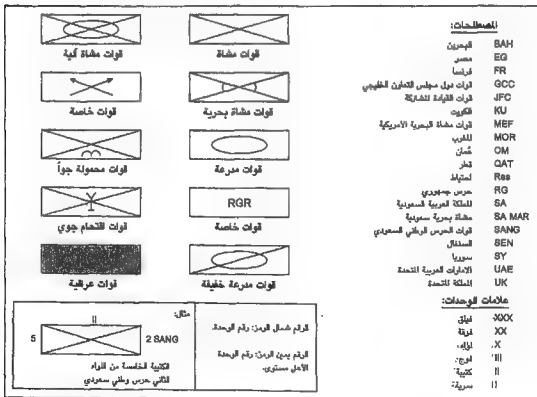 المصطلحات:
البحرين BAH
مصر EG
فرنسا FR
قوات دول مجلس التعاون الخليجي GCC
قوات القيادة المشتركة JFC
الكويت KU
قوات مشاة البحرية الأمريكية MEF
المغرب MOR
عُمان OM
قطر QAT
احتياط Res
حرس جمهوري RG
المملكة العربية السعودية SA
مشاة بحرية سعودية SA MAR
قوات الحرس الوطني السعودي SANG
السنغال SEN
سوريا SY
الامارات العربية المتحدة UAE
المملكة المتحدة UK
علامات الوحدات:
فيلق XXX
فرقة XX
لواء X
فوج III
كتيبة II
سرية I
قوات مشاة
قوات مشاة آلية
قوات مشاة بحرية
قوات خاصة
قوات مدرعة
قوات محمولة جواً
RGR
قوات خاصة
قوات اقتحام جوي
قوات مدرعة خفيفة
قوات عراقية
الرقم شمال الرمز: رقم الوحدة.
الرقم يمين الرمز: رقم الوحدة
الأعلى مستوى.
مثال:
II
5 2 SANG
الكتيبة الخامسة من اللواء
الثاني حرس وطني سعودي